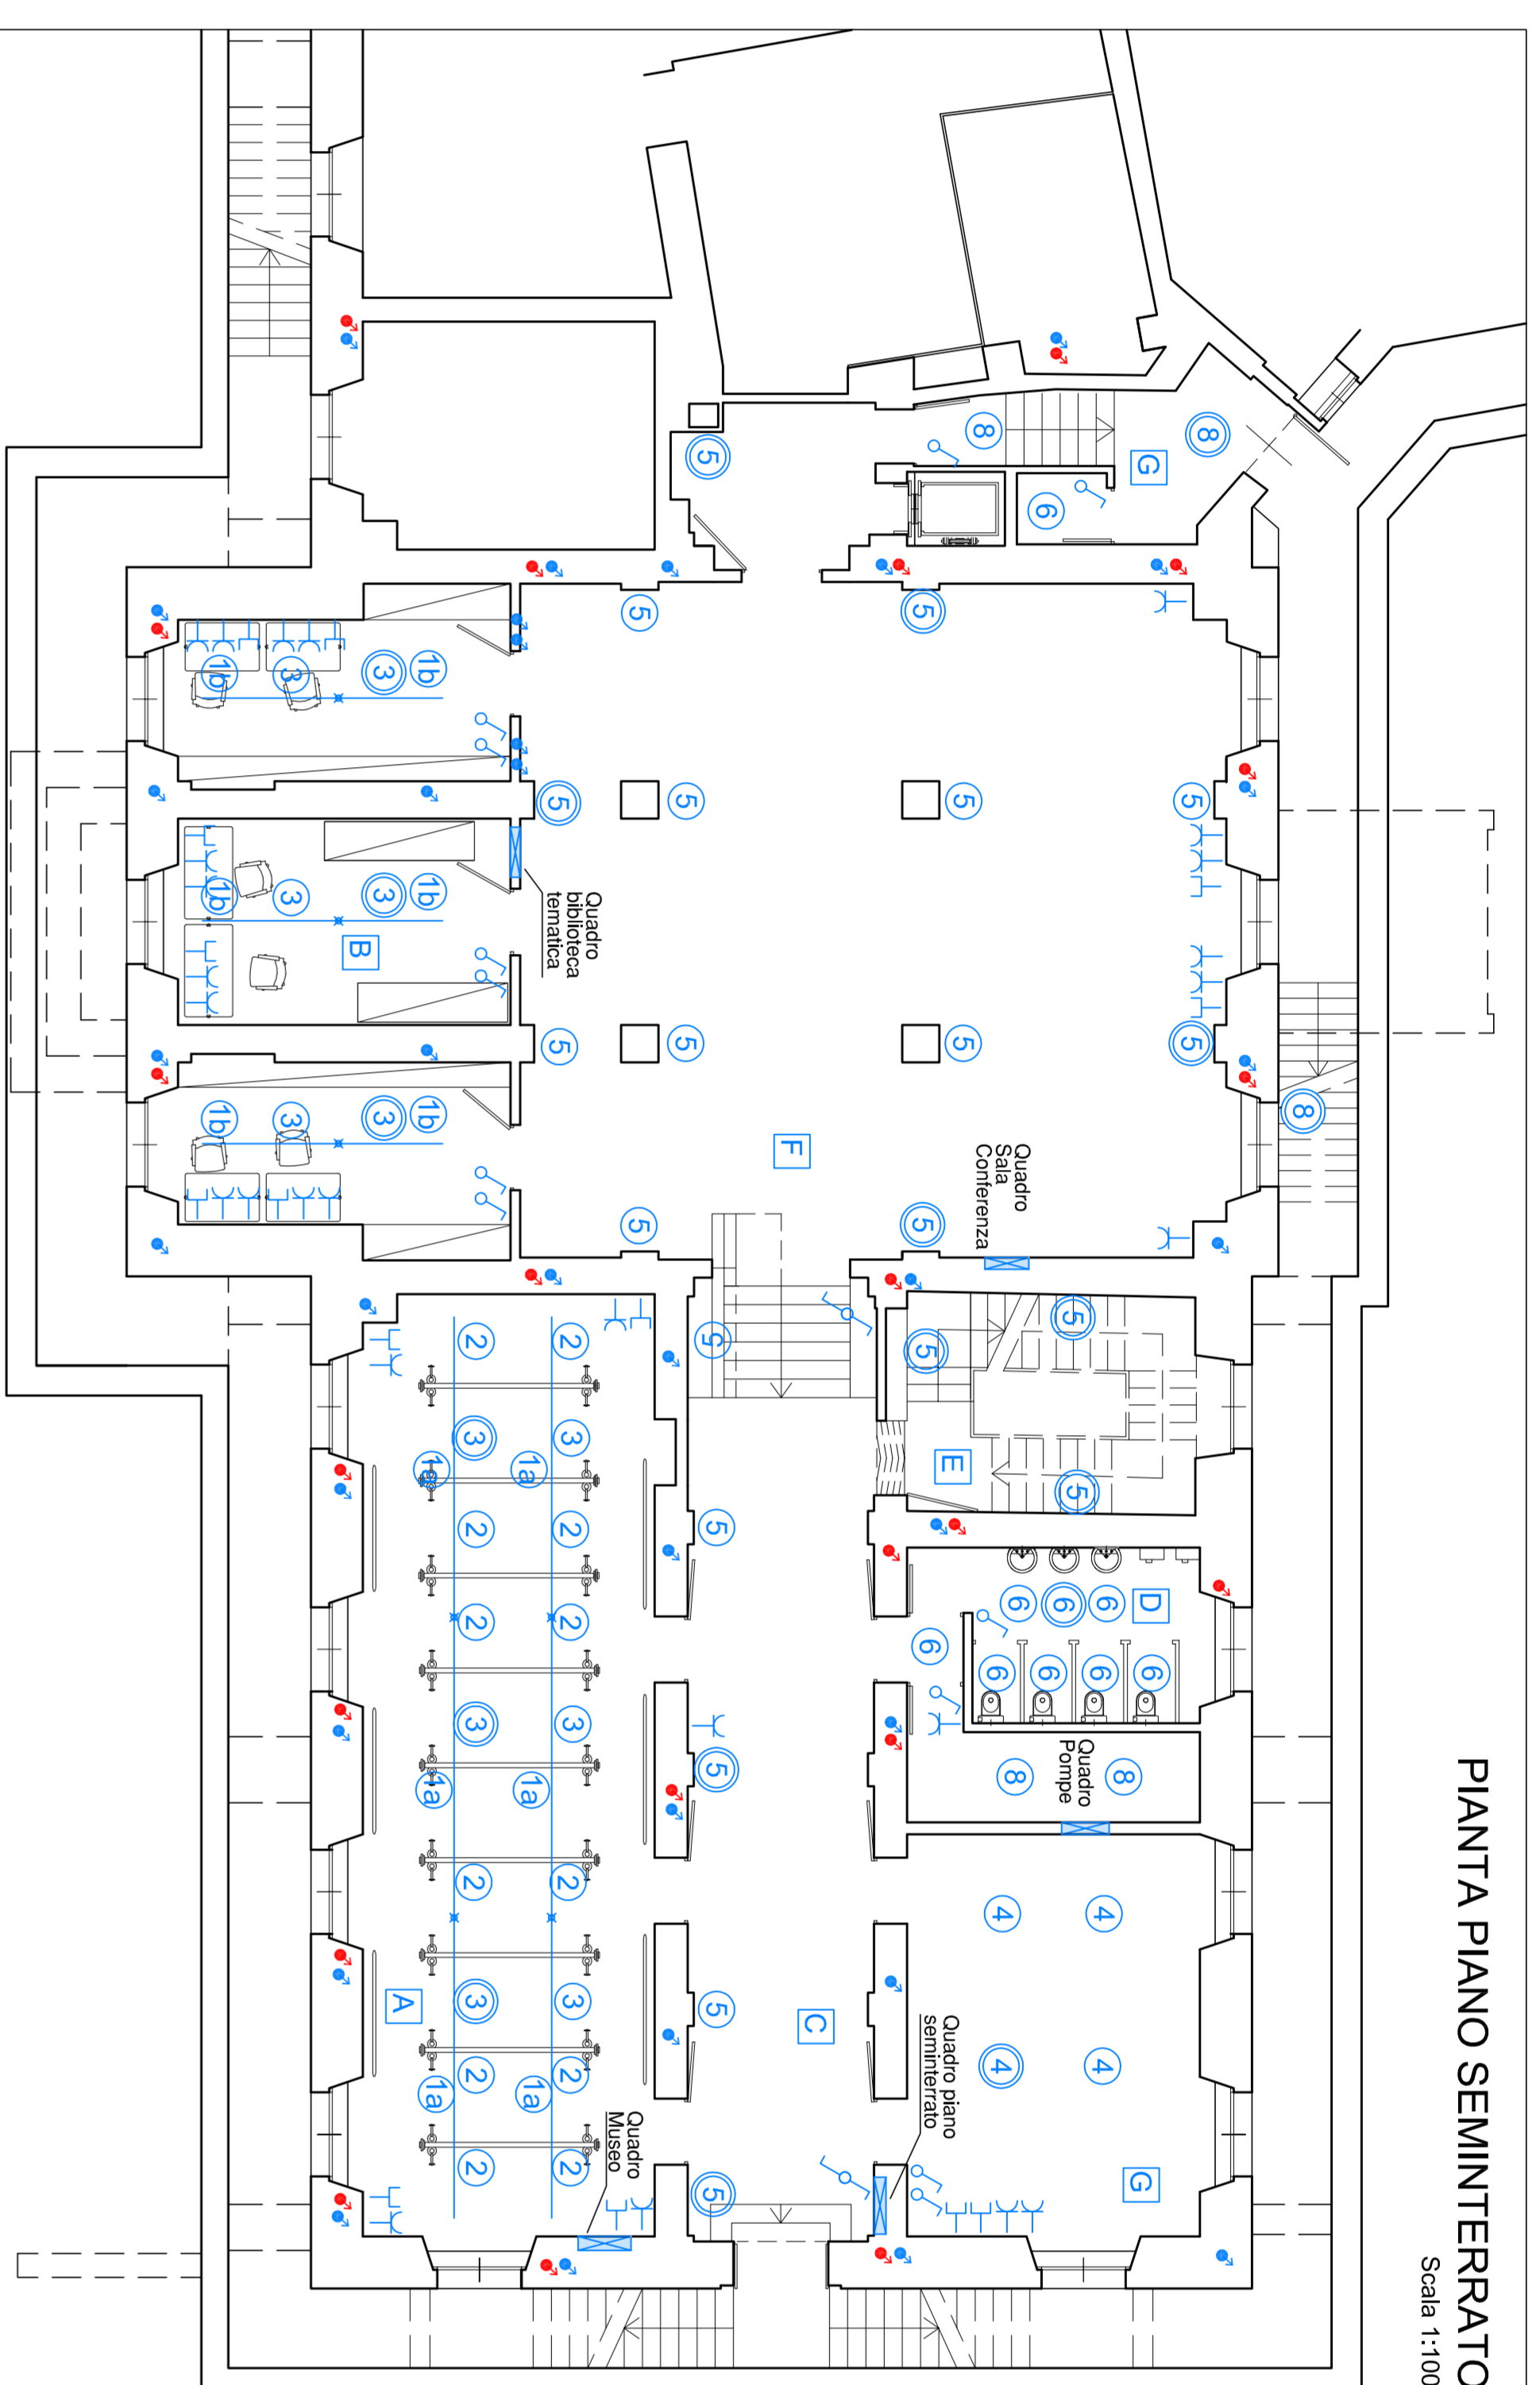 PIANTA PIANO SEMINTERRATO
Scala 1:100
8
8
5
5
G
D
6
G
8
6
6
4
4
5
5
6
Quadro
Pompe
6
6
6
8
6
4
4
Quadro
Sala
Conferenza
8
5
5
E
6
Quadro piano
seminterrato
5
5
5
F
C
5
5
5
5
5
5
5
5
5
5
Quadro
Museo
Quadro
biblioteca
tematica
5
5
2
3
2
2
3
2
3
2
2
1a
1a
1a
2
3
2
2
3
2
3
2
2
1b
1b
1b
1a
1a
1a
3
3
3
A
B
3
3
3
1b
1b
1b